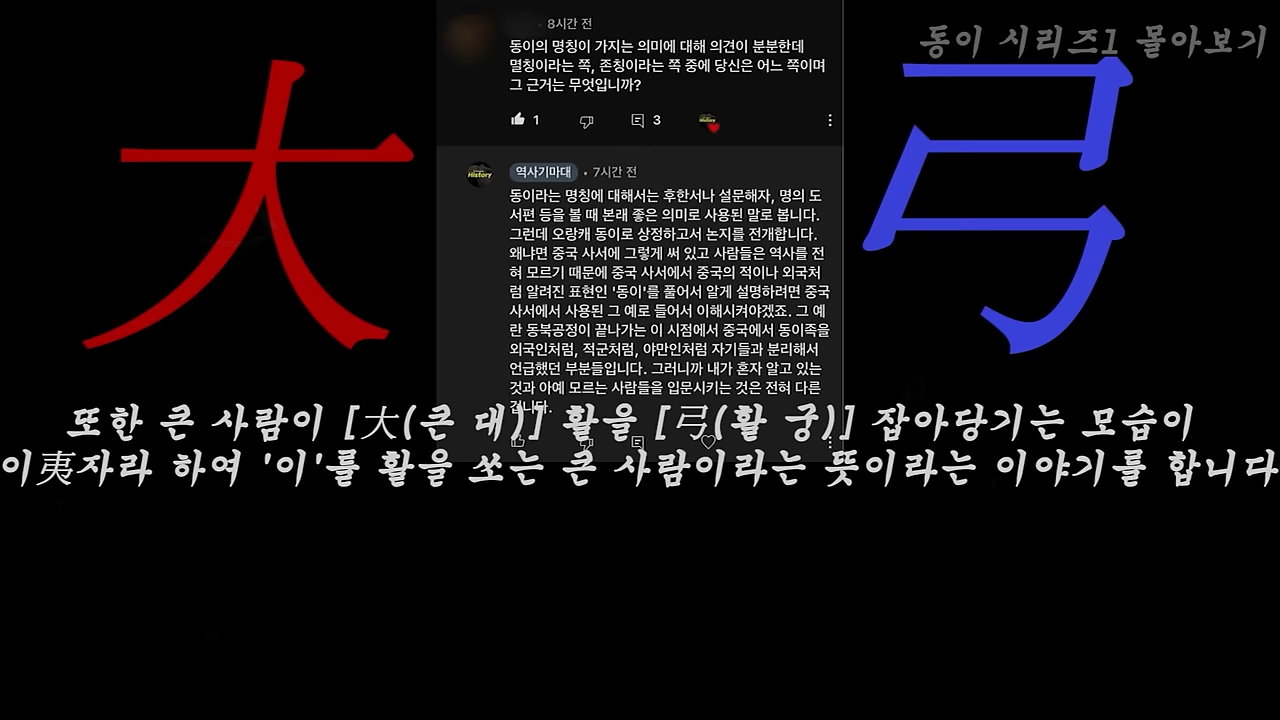 동이 시리즈1 몰아보기
大
弓
8시간 전
동이의 명칭이 가지는 의미에 대해 의견이 분분한데
멸칭이라는 쪽, 존칭이라는 쪽 중에 당신은 어느 쪽이며
그 근거는 무엇입니까?
1 3
History
역사기마대 • 7시간 전
동이라는 명칭에 대해서는 후한서나 설문해자, 명의 도
서편 등을 볼 때 본래 좋은 의미로 사용된 말로 봅니다.
그런데 오랑캐 동이로 상정하고서 논지를 전개합니다.
왜냐면 중국 사서에 그렇게 써 있고 사람들은 역사를 전
혀 모르기 때문에 중국 사서에서 중국의 적이나 외국처
럼 알려진 표현인 '동이'를 풀어서 알게 설명하려면 중국
사서에서 사용된 그 예로 들어서 이해시켜야겠죠. 그 예
란 동북공정이 끝나가는 이 시점에서 중국에서 동이족을
외국인처럼, 적군처럼, 야만인처럼 자기들과 분리해서
언급했던 부분들입니다. 그러니까 내가 혼자 알고 있는
것과 아예 모르는 사람들을 입문시키는 것은 전혀 다른
겁니다.
또한 큰 사람이 [大(큰 대)] 활을 [弓(활 궁)] 잡아당기는 모습이
이夷자라 하여 '이'를 활을 쏘는 큰 사람이라는 뜻이라는 이야기를 합니다